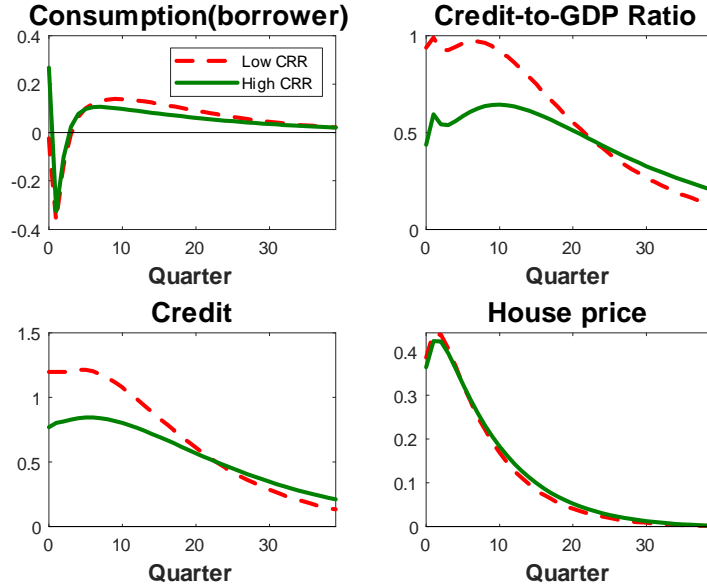 Consumption(borrower)
0.4
0.2
0
-0.2
-0.4
Low CRR
High CRR
0 10 20 30
Quarter
Credit-to-GDP Ratio
1
0.5
0
0 10 20 30
Quarter
Credit
1.5
1
0.5
0
0 10 20 30
Quarter
House price
0.4
0.3
0.2
0.1
0
0 10 20 30
Quarter